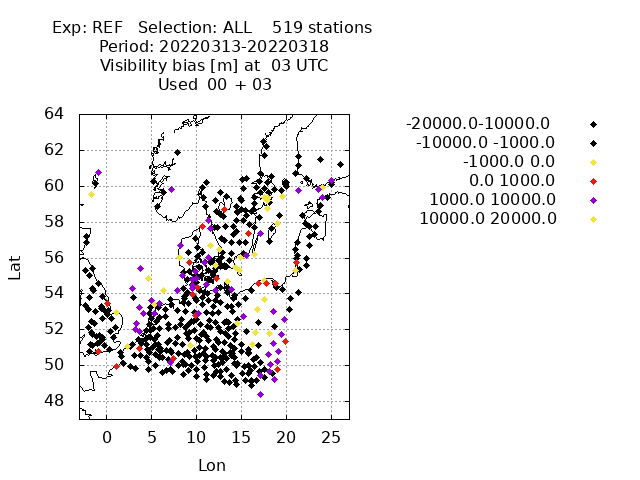 Exp: REF Selection: ALL 519 stations
Period: 20220313-20220318
Visibility bias [m] at 03 UTC
Used 00 + 03
64
62
60
58
56
54
52
50
48
Lat
0 5 10 15 20 25
Lon
-20000.0-10000.0
-10000.0 -1000.0
-1000.0 0.0
0.0 1000.0
1000.0 10000.0
10000.0 20000.0